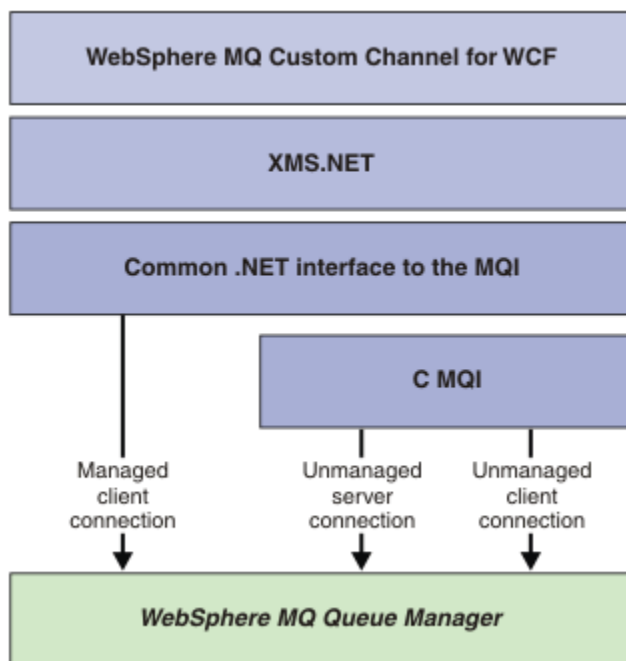 WebSphere MQ Custom Channel for WCF
XMS.NET
Common .NET interface to the MQI
C MQI
Managed
client
connection
Unmanaged
server
connection
Unmanaged
client
connection
WebSphere MQ Queue Manager